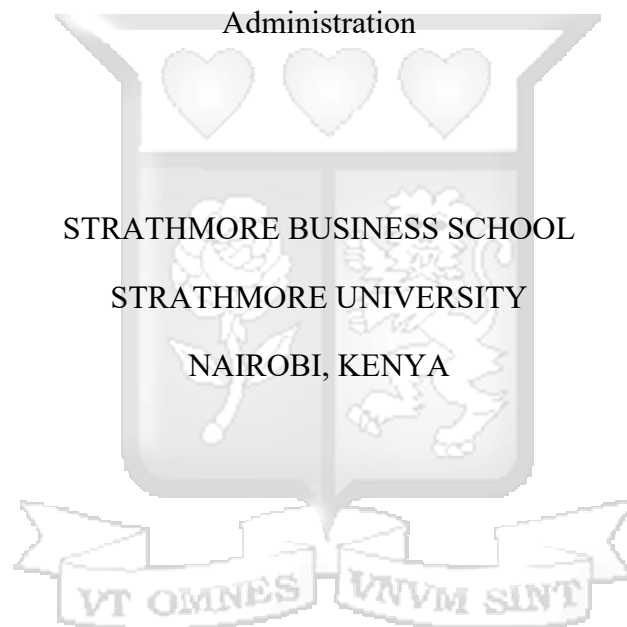 Administration
STRATHMORE BUSINESS SCHOOL
STRATHMORE UNIVERSITY
NAIROBI, KENYA
VT OMNES VNVM SINT